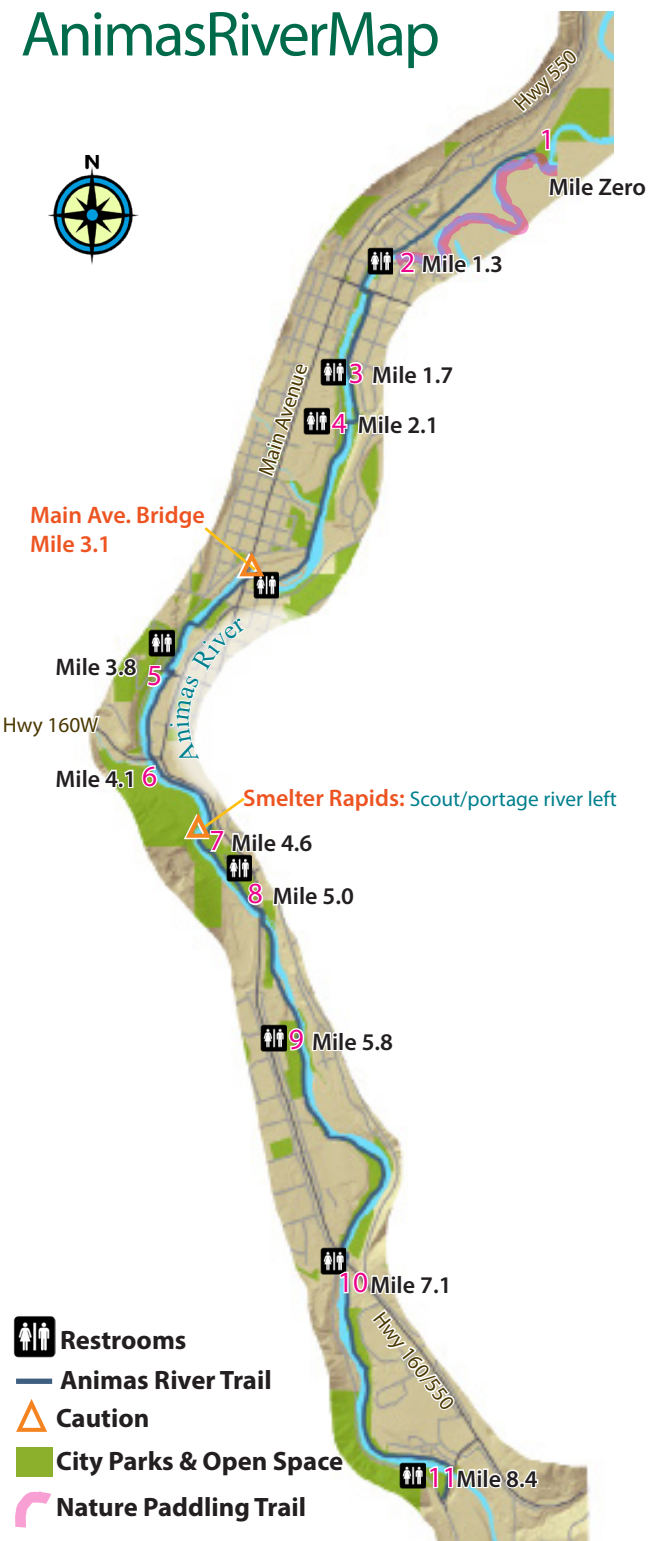 AnimasRiverMap
Hwy 550
N
1
Mile Zero
2 Mile 1.3
3 Mile 1.7
Main Avenue
4 Mile 2.1
Main Ave. Bridge
Mile 3.1
Animas River
Mile 3.8
5
Hwy 160W
Mile 4.1 6
Smelter Rapids: Scout/portage river left
7 Mile 4.6
8 Mile 5.0
9 Mile 5.8
10 Mile 7.1
Hwy 160/550
Restrooms
Animas River Trail
Caution
City Parks & Open Space
11 Mile 8.4
Nature Paddling Trail